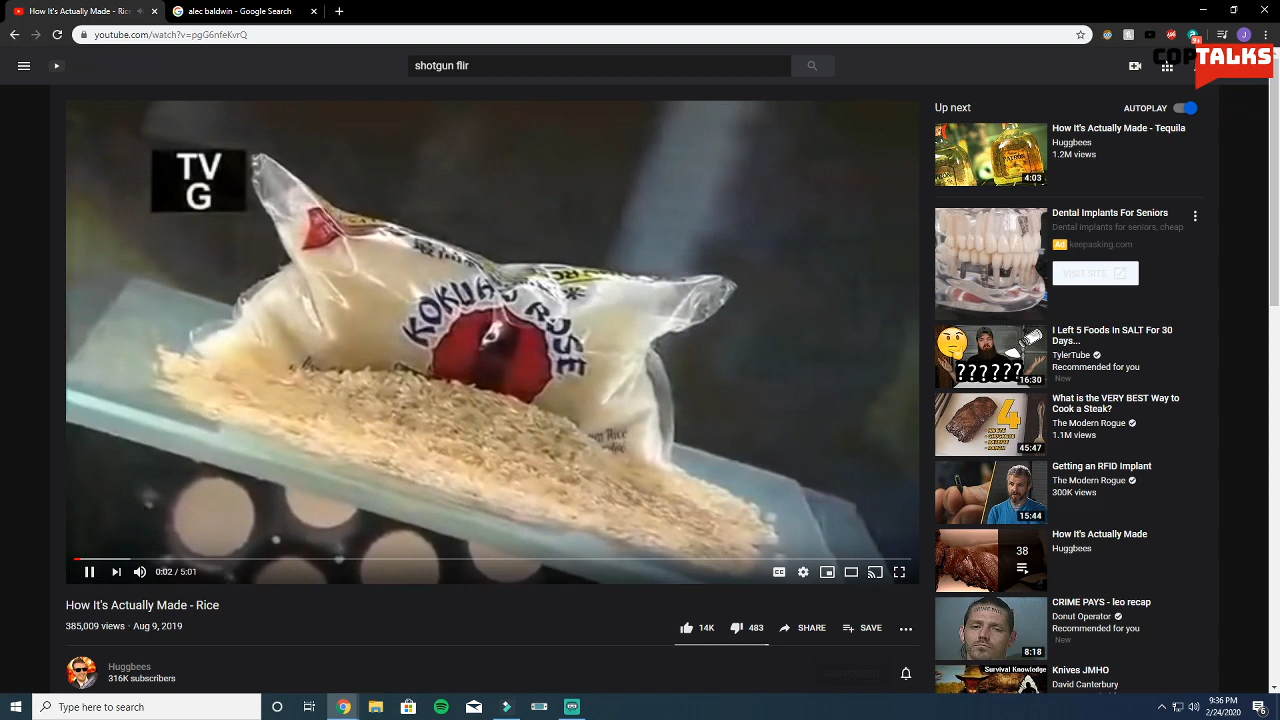 How It's Actually Made - Ric
alec baldwin - Google Search
youtube.com/watch?v=pgG6nfeKvrQ
COPTALKS
shotgun flir
TV
G
KOKUHO ROSE
Up next
AUTOPLAY
How It's Actually Made - Tequila
Huggbees
1.2M views
4:03
Dental Implants For Seniors
Dental implants for seniors, cheap
Ad keepasking.com
VISIT SITE
I Left 5 Foods In SALT For 30
Days...
TylerTube
Recommended for you
New
??????
16:30
What is the VERY BEST Way to
Cook a Steak?
The Modern Rogue
1.1M views
4
45:47
Getting an RFID Implant
The Modern Rogue
300K views
15:44
How It's Actually Made
Huggbees
38
CRIME PAYS - leo recap
Donut Operator
Recommended for you
New
8:18
Knives JMHO
David Canterbury
Survival Knowledge
0:02 / 5:01
CC
How It's Actually Made - Rice
385,009 views • Aug 9, 2019
14K
483
SHARE
SAVE
Huggbees
316K subscribers
SUBSCRIBED
Type here to search
9:36 PM
2/24/2020
6